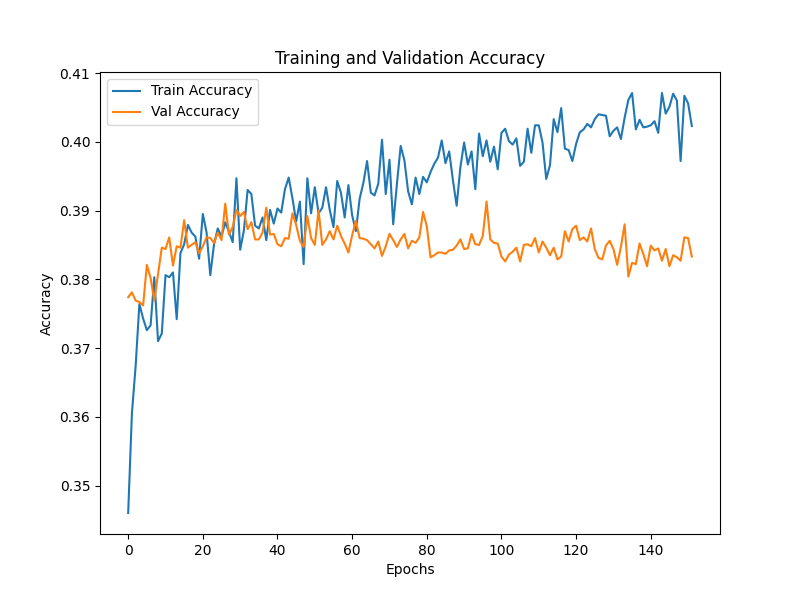 Training and Validation Accuracy
Train Accuracy
Val Accuracy
0.41
0.40
0.39
0.38
0.37
0.36
0.35
Accuracy
0 20 40 60 80 100 120 140
Epochs